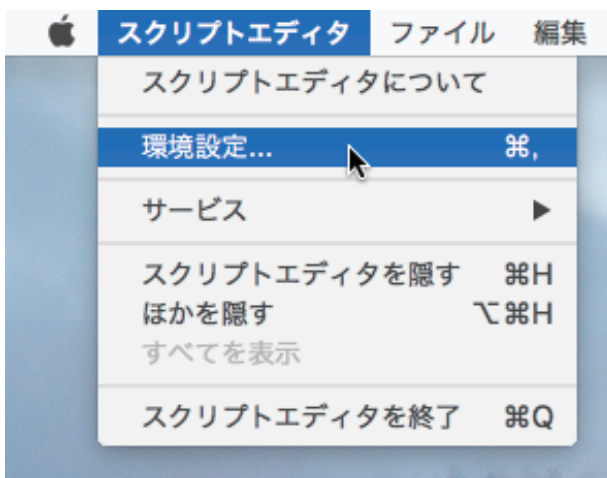 スクリプトエディタ ファイル 編集
スクリプトエディタについて
環境設定... ⌘,
サービス ▶
スクリプトエディタを隠す ⌘H
ほかを隠す ⌥⌘H
すべてを表示
スクリプトエディタを終了 ⌘Q